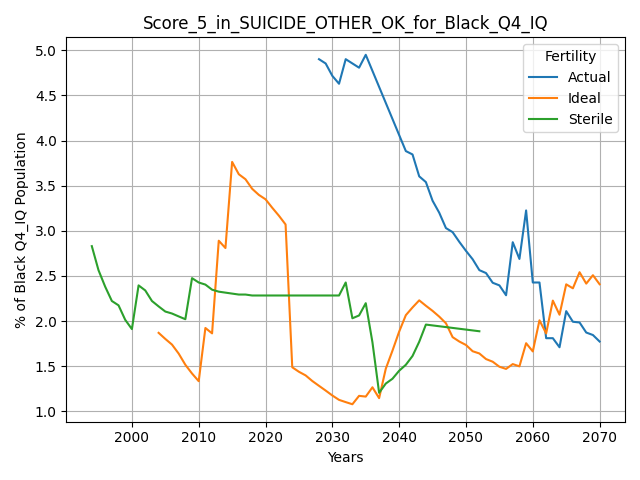 Score_5_in_SUICIDE_OTHER_OK_for_Black_Q4_IQ
Fertility
Actual
Ideal
Sterile
% of Black Q4_IQ Population
5.0
4.5
4.0
3.5
3.0
2.5
2.0
1.5
1.0
2000 2010 2020 2030 2040 2050 2060 2070
Years